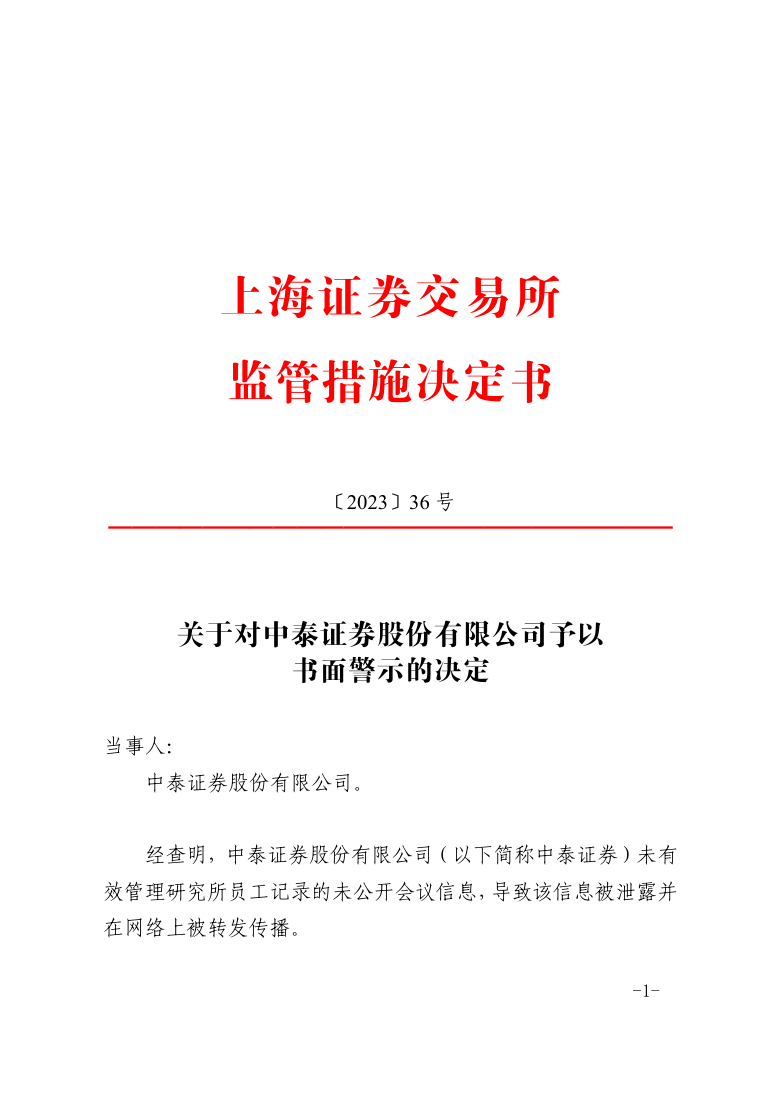 上海证券交易所
监管措施决定书
〔2023〕36 号
关于对中泰证券股份有限公司予以
书面警示的决定
当事人：
中泰证券股份有限公司。
经查明，中泰证券股份有限公司（以下简称中泰证券）未有
效管理研究所员工记录的未公开会议信息，导致该信息被泄露并
在网络上被转发传播。
-1-